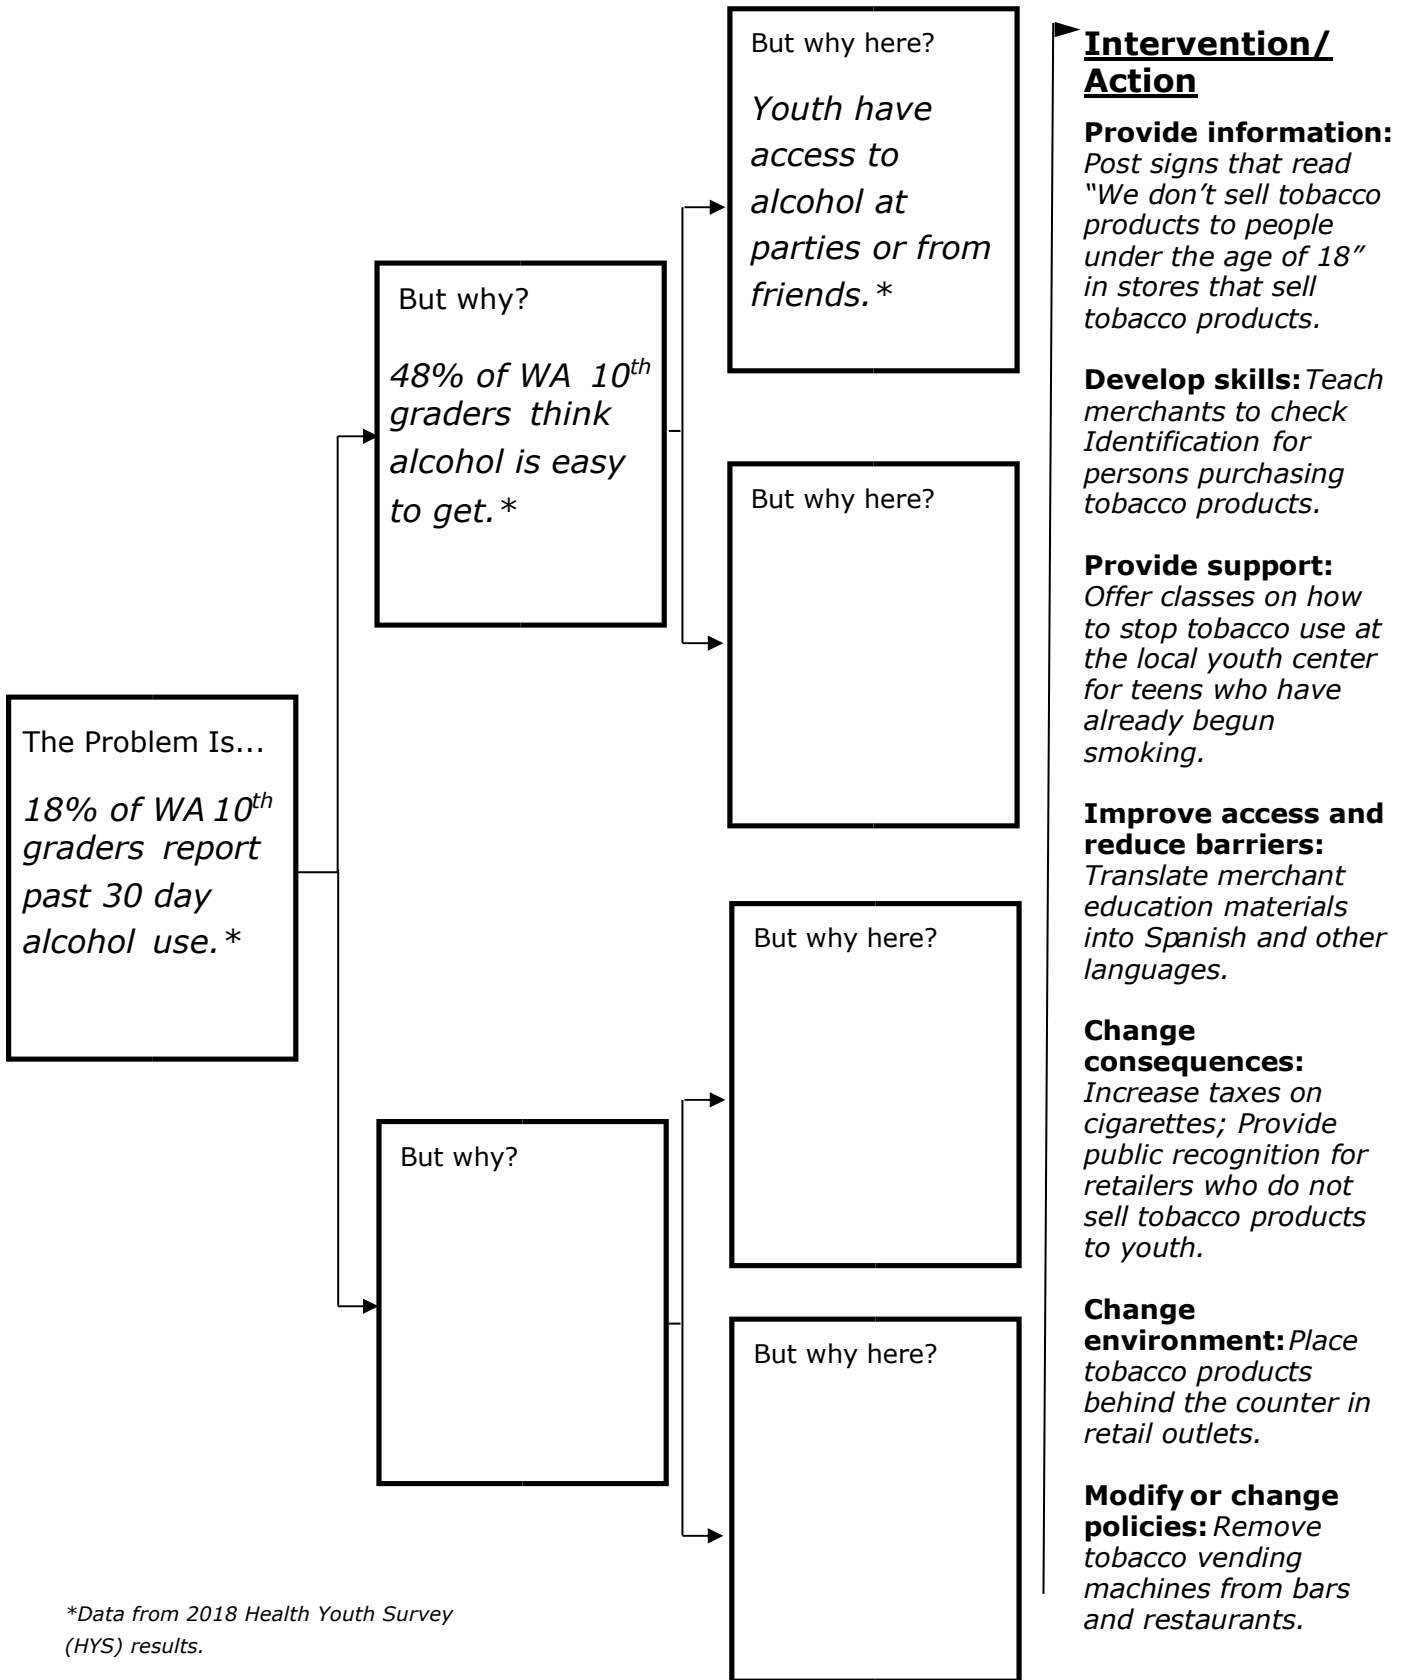 The Problem Is...
18% of WA 10th
graders report
past 30 day
alcohol use.*
But why?
48% of WA 10th
graders think
alcohol is easy
to get.*
But why?
But why here?
Youth have
access to
alcohol at
parties or from
friends.*
But why here?
But why here?
But why here?
Intervention/
Action
Provide information:
Post signs that read
“We don’t sell tobacco
products to people
under the age of 18”
in stores that sell
tobacco products.
Develop skills: Teach
merchants to check
Identification for
persons purchasing
tobacco products.
Provide support:
Offer classes on how
to stop tobacco use at
the local youth center
for teens who have
already begun
smoking.
Improve access and
reduce barriers:
Translate merchant
education materials
into Spanish and other
languages.
Change
consequences:
Increase taxes on
cigarettes; Provide
public recognition for
retailers who do not
sell tobacco products
to youth.
Change
environment: Place
tobacco products
behind the counter in
retail outlets.
Modify or change
policies: Remove
tobacco vending
machines from bars
and restaurants.
*Data from 2018 Health Youth Survey
(HYS) results.